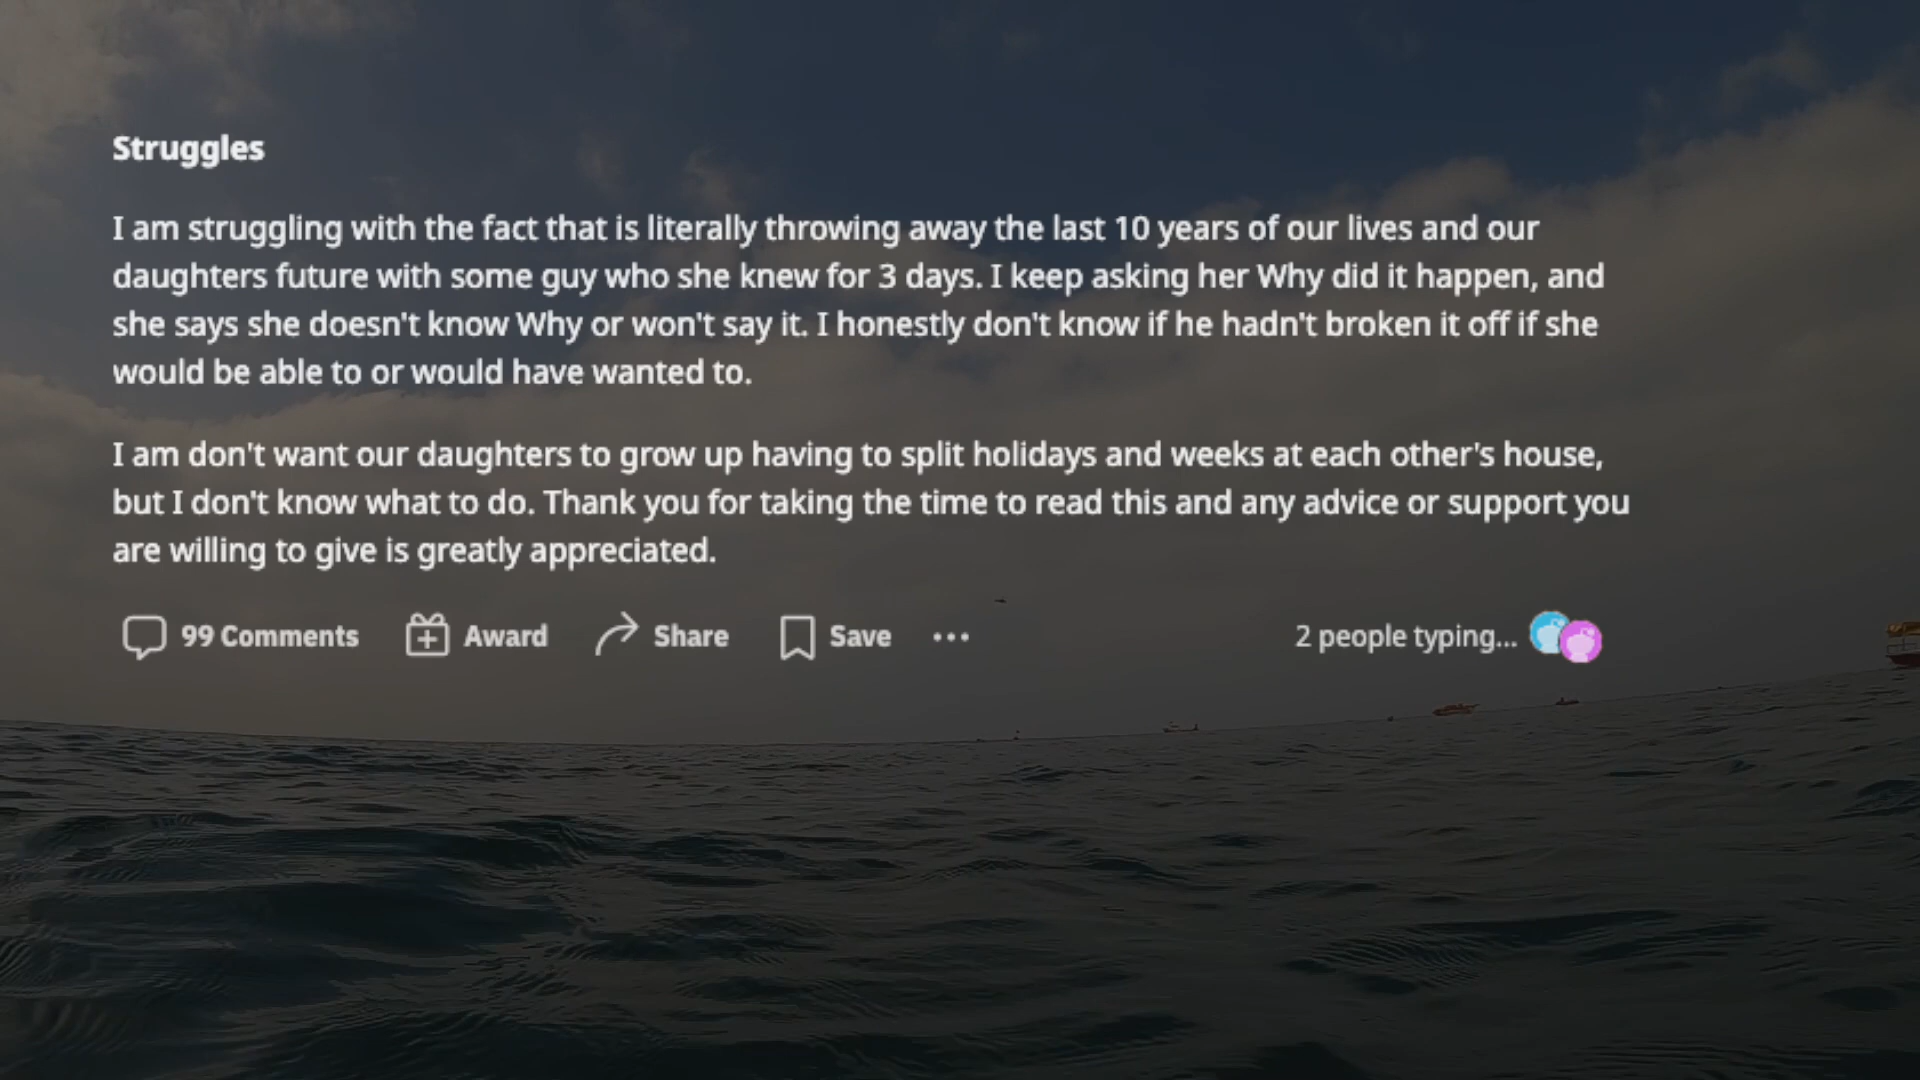 Struggles
I am struggling with the fact that is literally throwing away the last 10 years of our lives and our
daughters future with some guy who she knew for 3 days. I keep asking her Why did it happen, and
she says she doesn't know Why or won't say it. I honestly don't know if he hadn't broken it off if she
would be able to or would have wanted to.
I am don't want our daughters to grow up having to split holidays and weeks at each other's house,
but I don't know what to do. Thank you for taking the time to read this and any advice or support you
are willing to give is greatly appreciated.
99 Comments Award Share Save ••• 2 people typing...